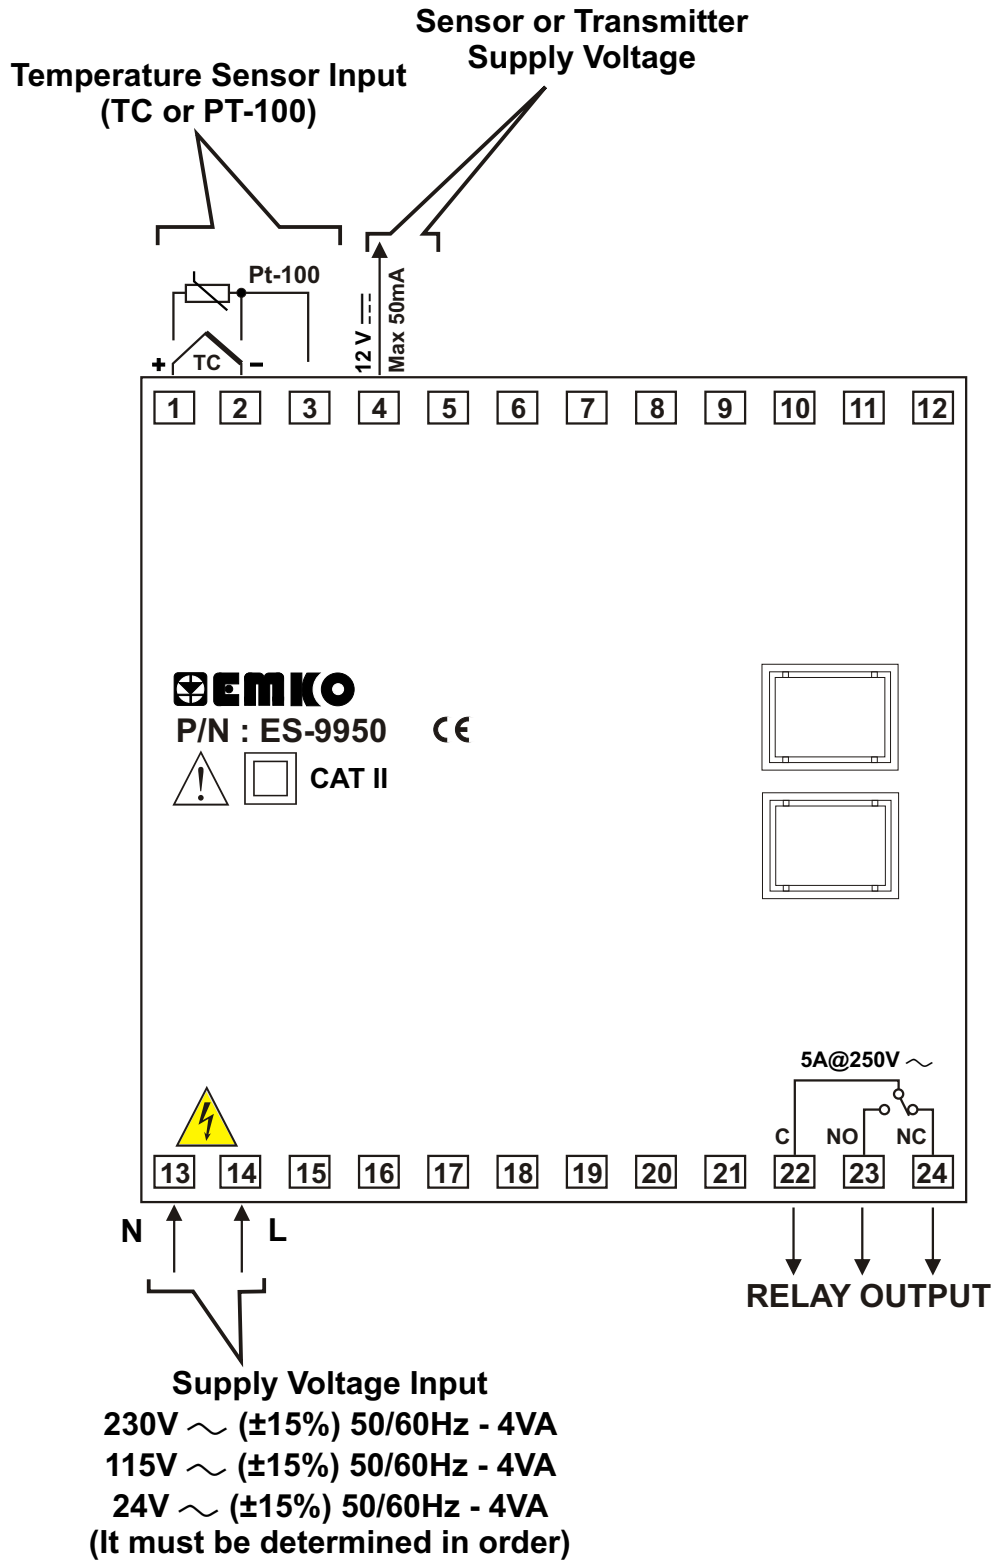 Sensor or Transmitter
Supply Voltage
Temperature Sensor Input
(TC or PT-100)
Pt-100
12 V
Max 50mA
+ TC −
1 2 3 4 5 6 7 8 9 10 11 12
EMKO
P/N : ES-9950 CE
! CAT II
5A@250V ~
C NO NC
13 14 15 16 17 18 19 20 21 22 23 24
N L
RELAY OUTPUT
Supply Voltage Input
230V ~ (±15%) 50/60Hz - 4VA
115V ~ (±15%) 50/60Hz - 4VA
24V ~ (±15%) 50/60Hz - 4VA
(It must be determined in order)